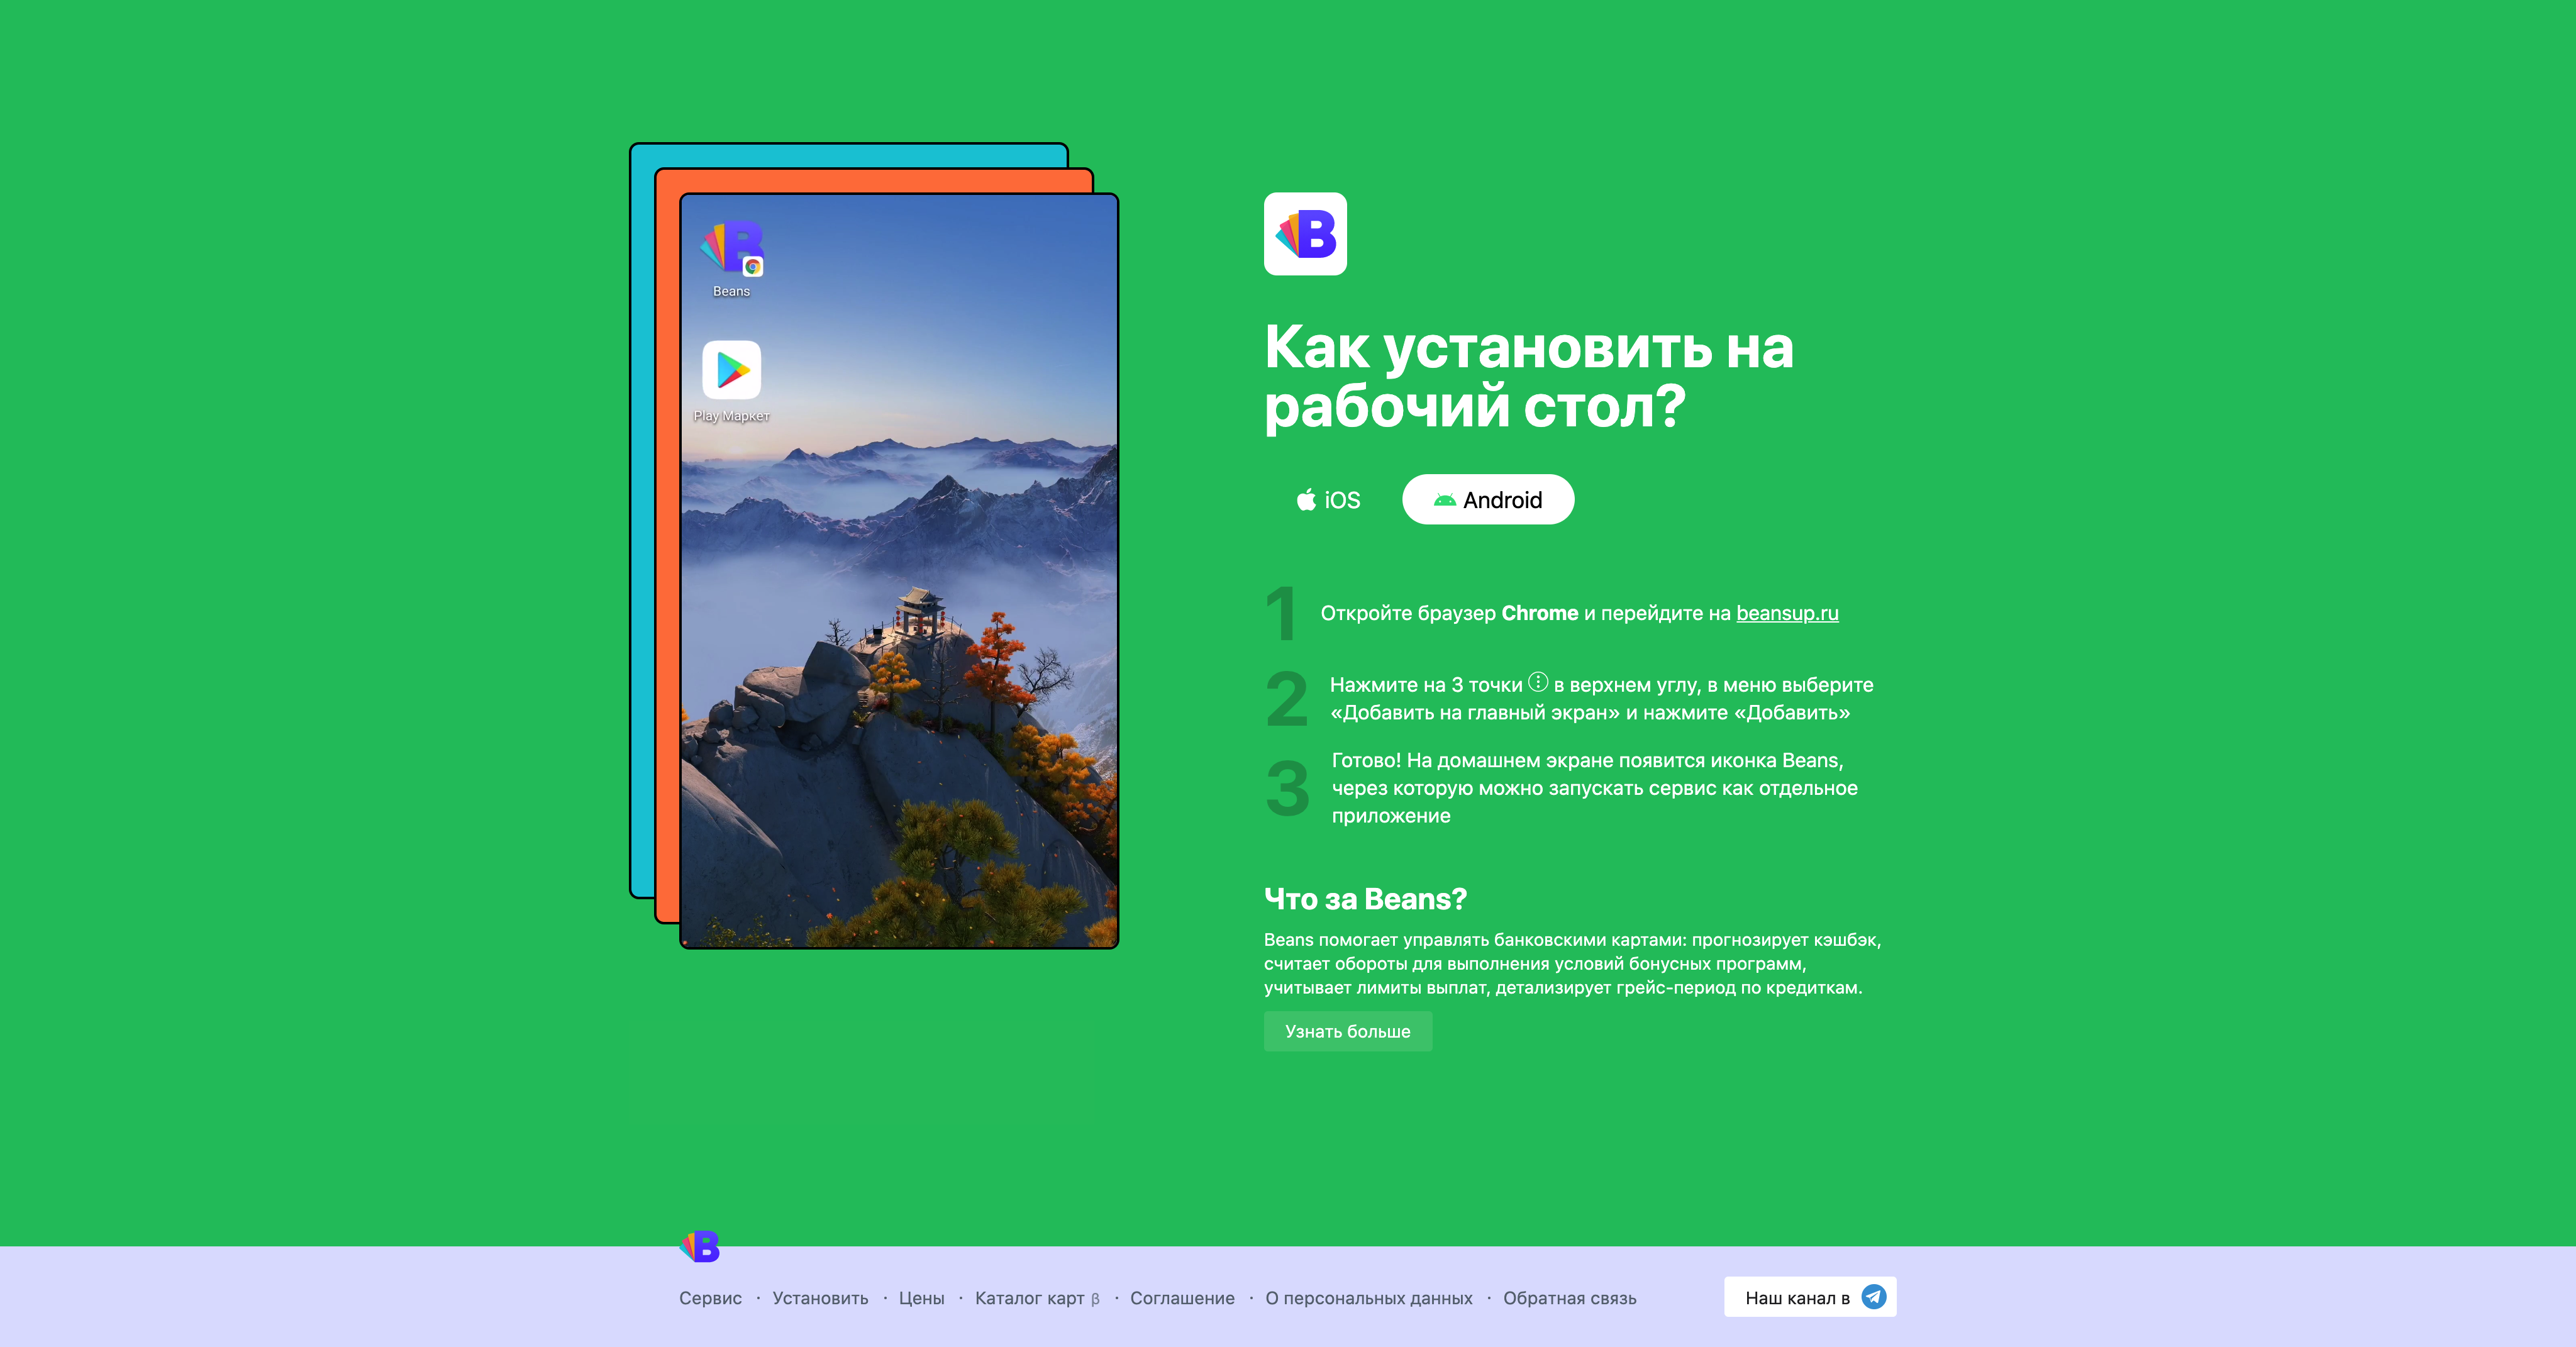 Beans
Play Маркет
B
Как установить на
рабочий стол?
iOS
Android
1 Откройте браузер Chrome и перейдите на beansup.ru
2 Нажмите на 3 точки в верхнем углу, в меню выберите
«Добавить на главный экран» и нажмите «Добавить»
3 Готово! На домашнем экране появится иконка Beans,
через которую можно запускать сервис как отдельное
приложение
Что за Beans?
Beans помогает управлять банковскими картами: прогнозирует кэшбэк,
считает обороты для выполнения условий бонусных программ,
учитывает лимиты выплат, детализирует грейс-период по кредиткам.
Узнать больше
B
Сервис · Установить · Цены · Каталог карт β · Соглашение · О персональных данных · Обратная связь
Наш канал в